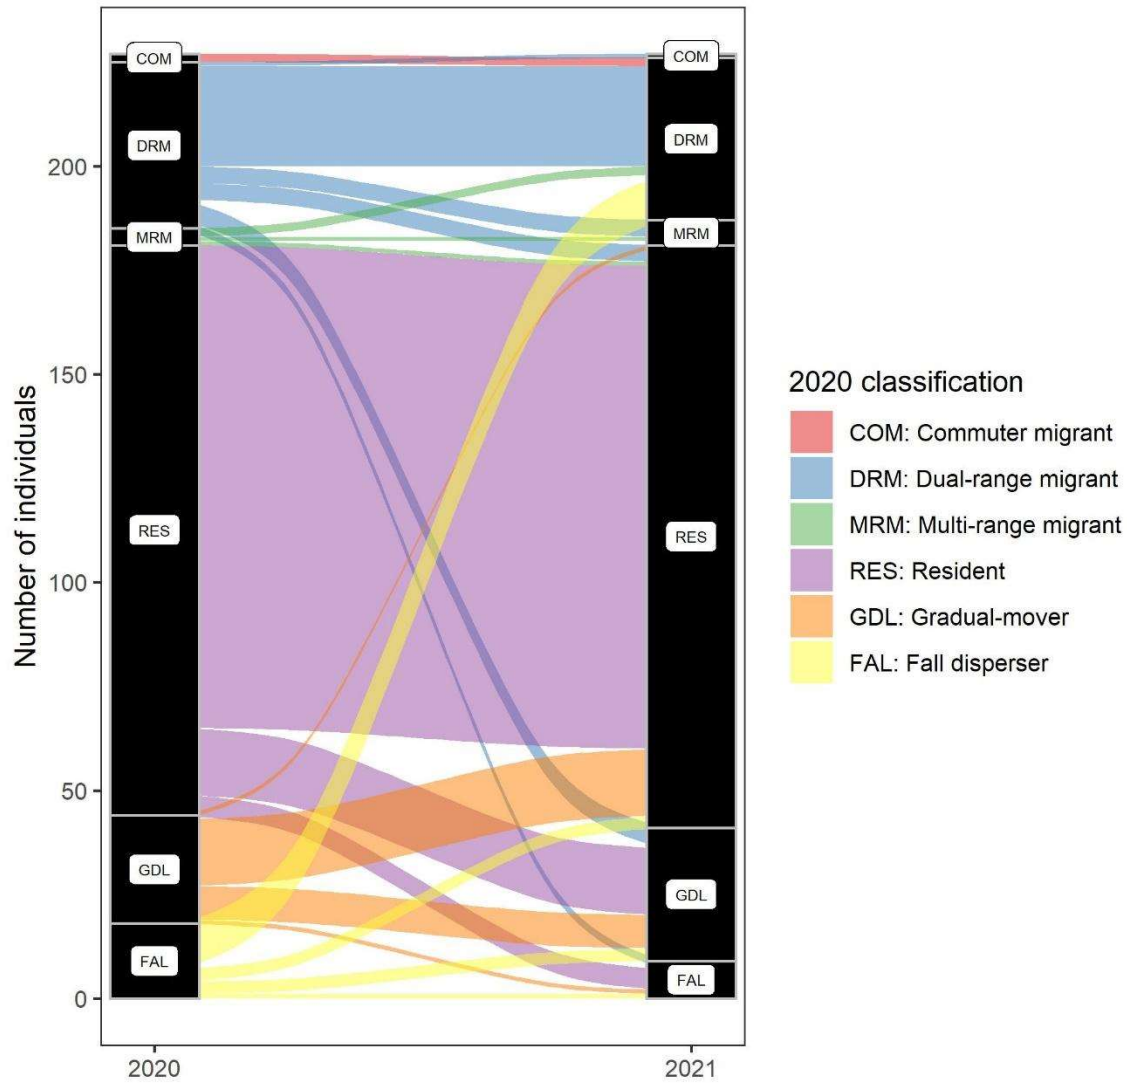 COM
DRM
MRM
RES
GDL
FAL
COM
DRM
MRM
RES
GDL
FAL
200
150
100
50
0
Number of individuals
2020
2021
2020 classification
COM: Commuter migrant
DRM: Dual-range migrant
MRM: Multi-range migrant
RES: Resident
GDL: Gradual-mover
FAL: Fall disperser